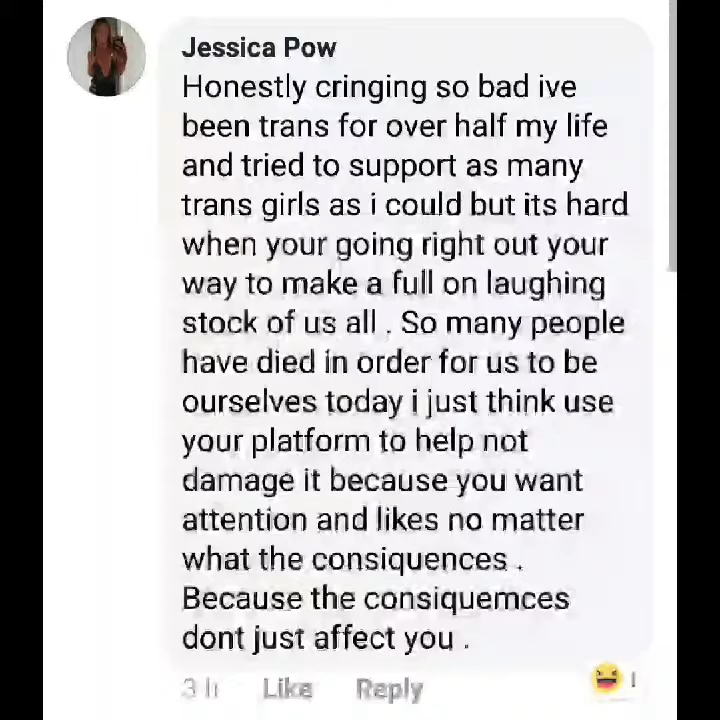 Jessica Pow
Honestly cringing so bad ive
been trans for over half my life
and tried to support as many
trans girls as i could but its hard
when your going right out your
way to make a full on laughing
stock of us all . So many people
have died in order for us to be
ourselves today i just think use
your platform to help not
damage it because you want
attention and likes no matter
what the consiquences .
Because the consiquemces
dont just affect you .
3 h Like Reply 1